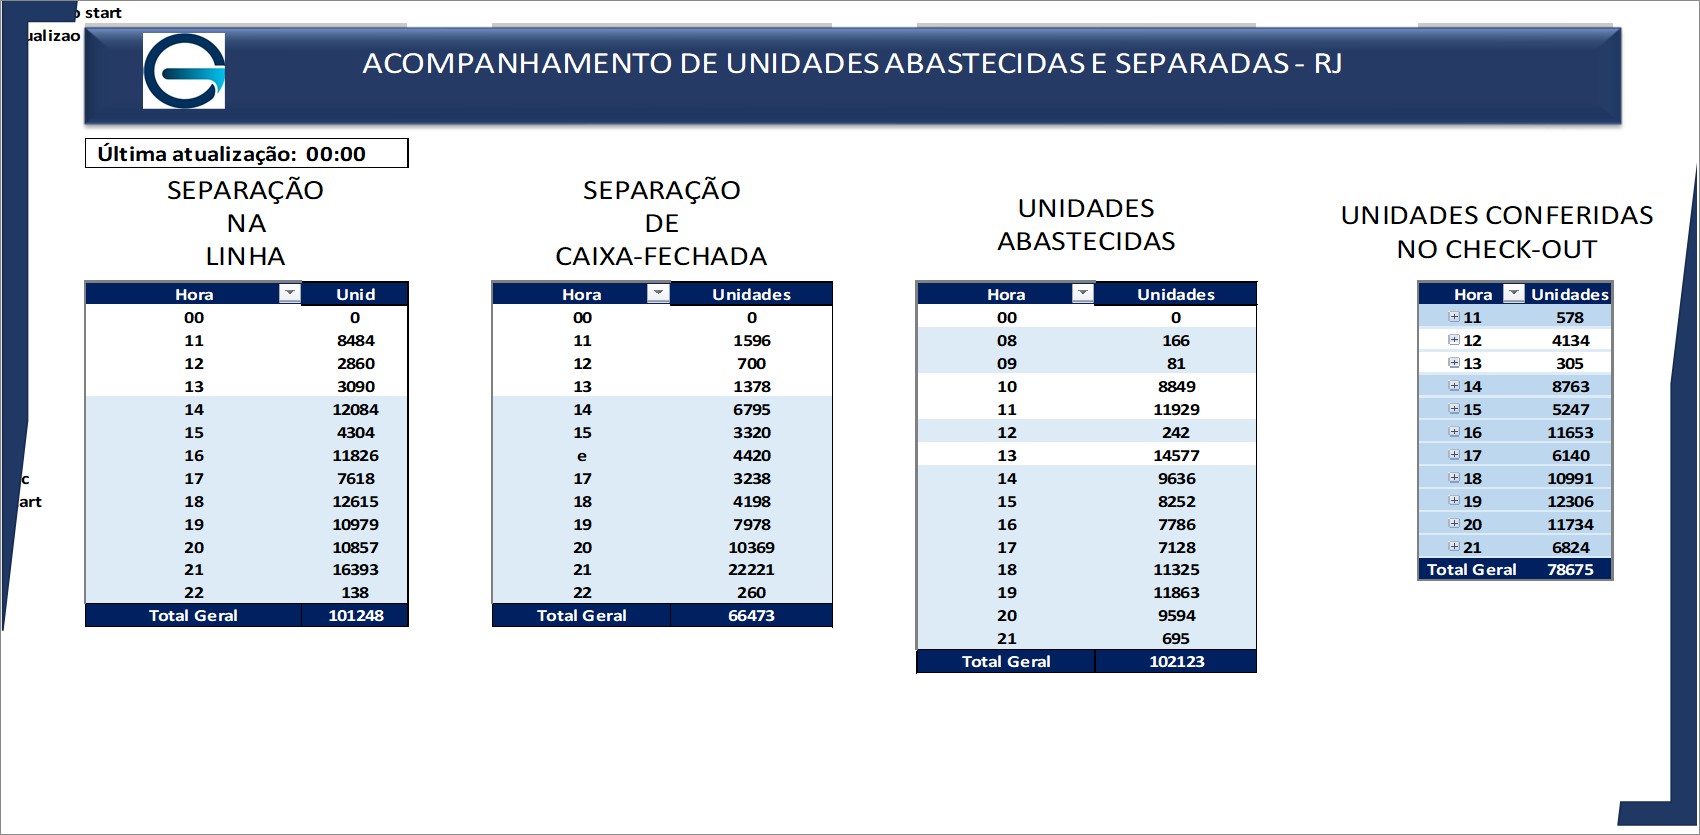 start
ualizao
ACOMPANHAMENTO DE UNIDADES ABASTECIDAS E SEPARADAS - RJ
Última atualização: 00:00
SEPARAÇÃO
NA
LINHA
Hora Unid
00 0
11 8484
12 2860
13 3090
14 12084
15 4304
16 11826
17 7618
18 12615
19 10979
20 10857
21 16393
22 138
Total Geral 101248
SEPARAÇÃO
DE
CAIXA-FECHADA
Hora Unidades
00 0
11 1596
12 700
13 1378
14 6795
15 3320
e 4420
17 3238
18 4198
19 7978
20 10369
21 22221
22 260
Total Geral 66473
UNIDADES
ABASTECIDAS
Hora Unidades
00 0
08 166
09 81
10 8849
11 11929
12 242
13 14577
14 9636
15 8252
16 7786
17 7128
18 11325
19 11863
20 9594
21 695
Total Geral 102123
UNIDADES CONFERIDAS
NO CHECK-OUT
Hora Unidades
11 578
12 4134
13 305
14 8763
15 5247
16 11653
17 6140
18 10991
19 12306
20 11734
21 6824
Total Geral 78675
c
art